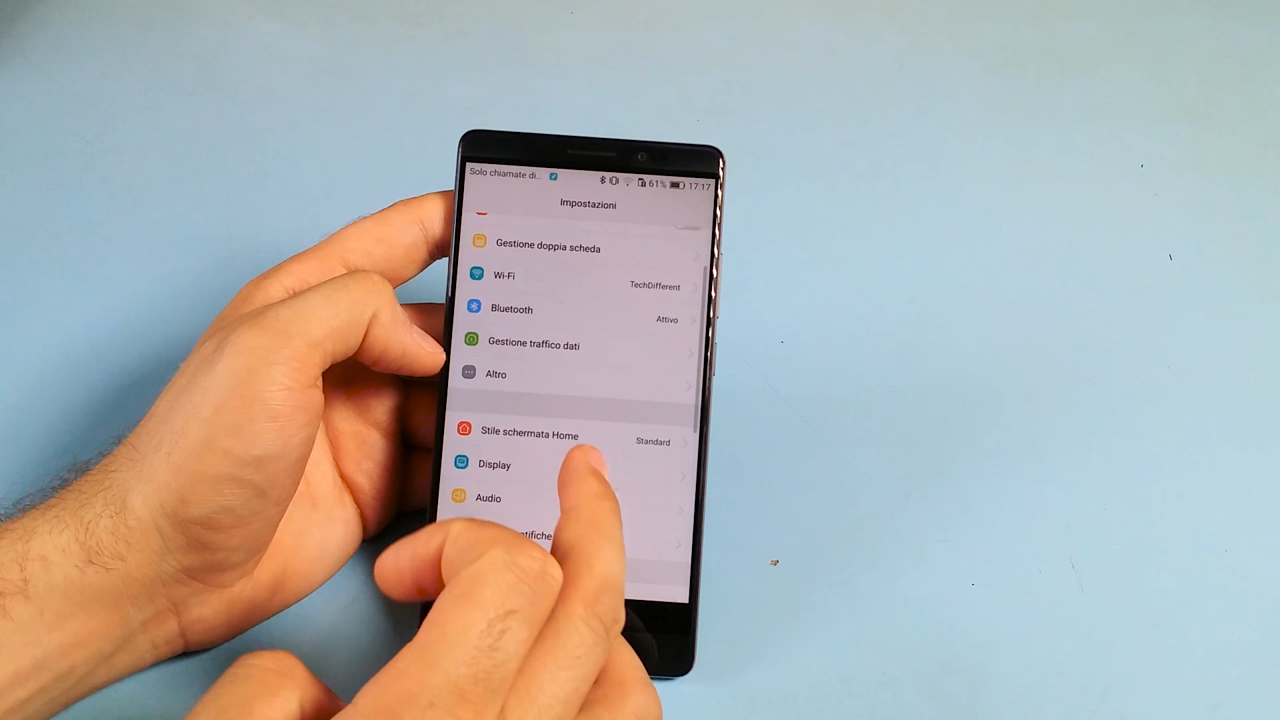 Solo chiamate di... 61% 17:17
Impostazioni
Gestione doppia scheda
Wi-Fi TechDifferent
Bluetooth Attivo
Gestione traffico dati
Altro
Stile schermata Home Standard
Display
Audio